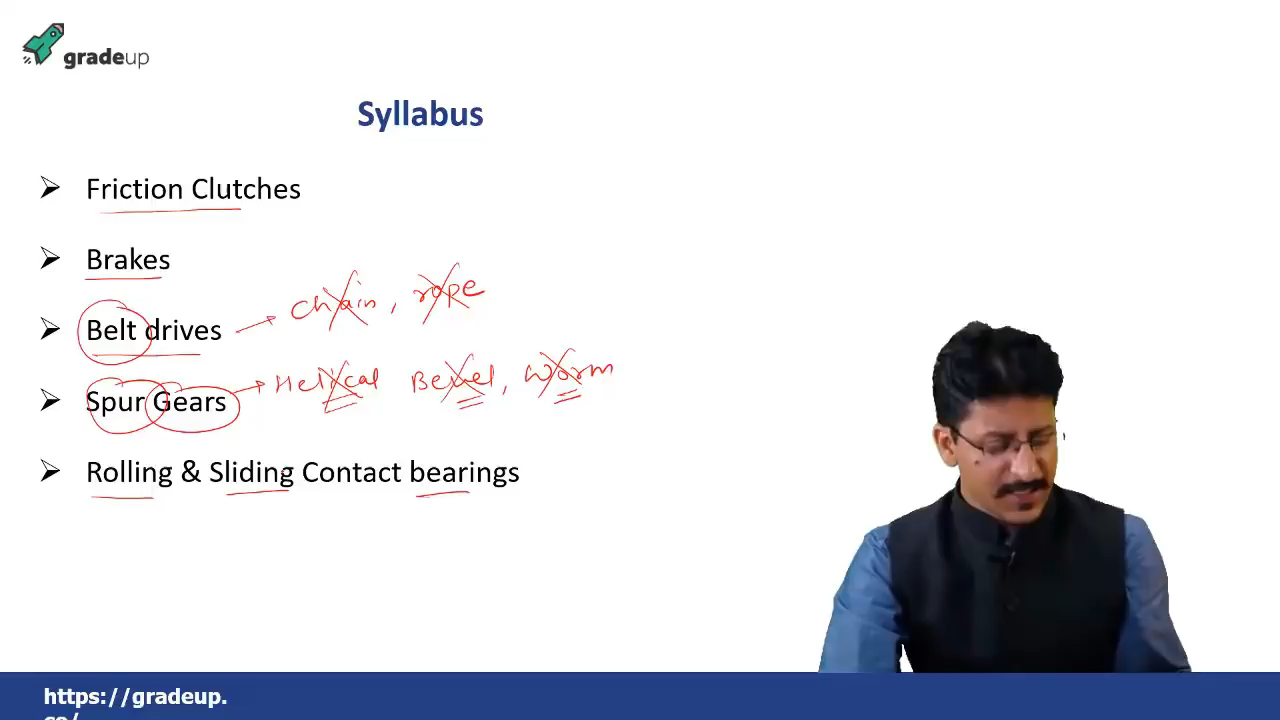 gradeup
Syllabus
Friction Clutches
Brakes
chain, rope
Belt drives
Helical Bevel, worm
Spur Gears
Rolling & Sliding Contact bearings
https://gradeup.
co/